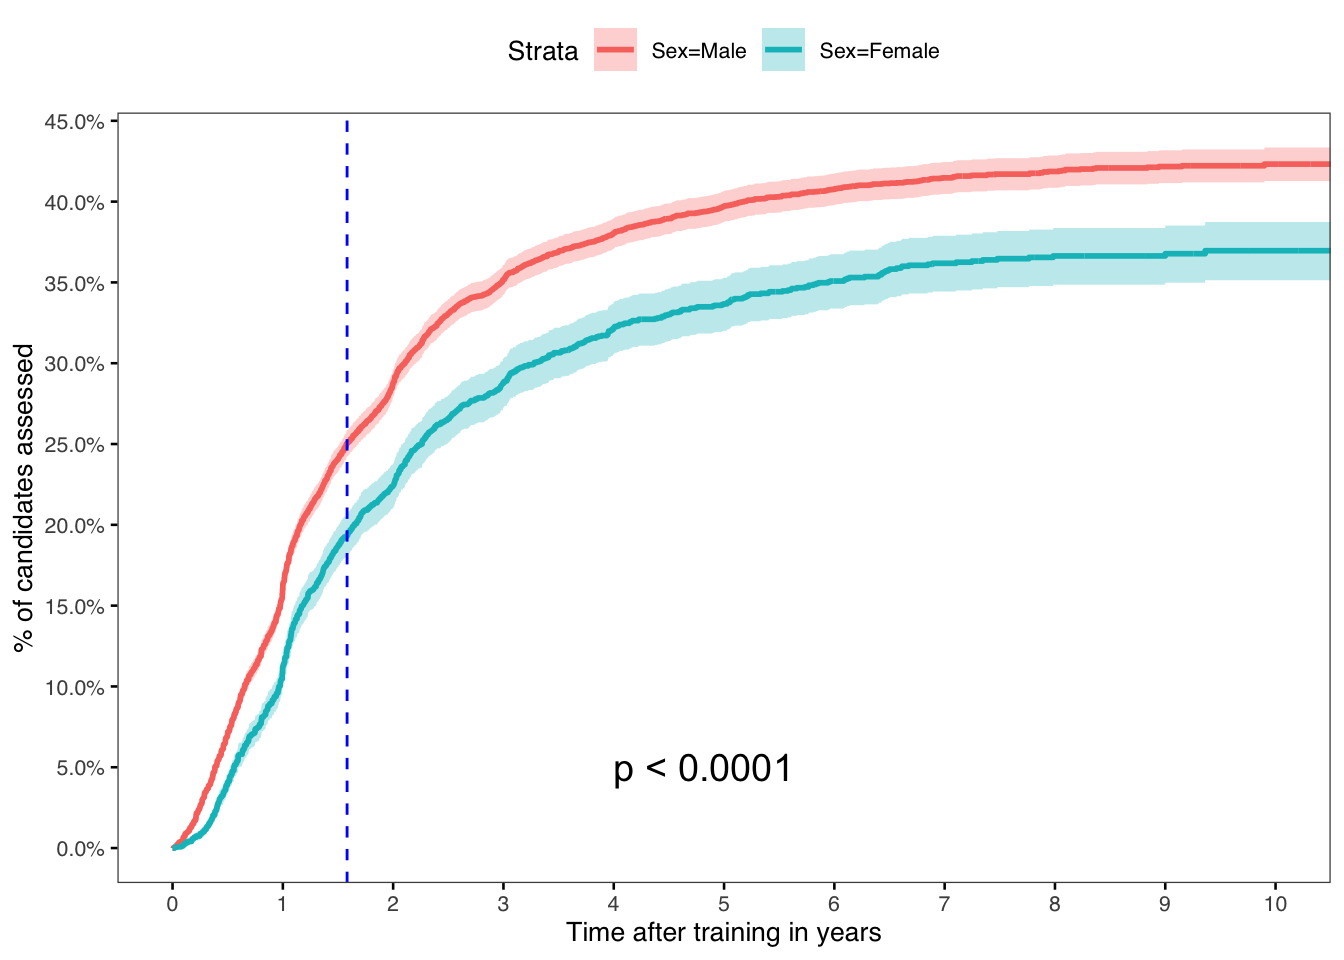 Strata Sex=Male Sex=Female
45.0%
40.0%
35.0%
30.0%
25.0%
20.0%
15.0%
10.0%
5.0%
0.0%
% of candidates assessed
p < 0.0001
0 1 2 3 4 5 6 7 8 9 10
Time after training in years